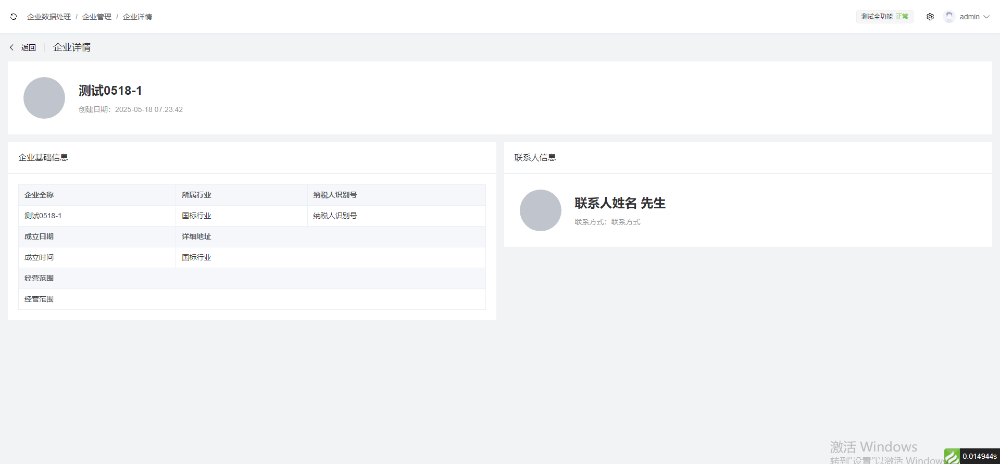 企业数据处理 / 企业管理 / 企业详情
测试全功能 正常
admin
返回
企业详情
测试0518-1
创建日期：2025-05-18 07:23:42
企业基础信息
企业全称 所属行业 纳税人识别号
测试0518-1 国标行业 纳税人识别号
成立日期 详细地址
成立时间 国标行业
经营范围
经营范围
联系人信息
联系人姓名 先生
联系方式：联系方式
激活 Windows
转到“设置”以激活 Windows
0.014944s